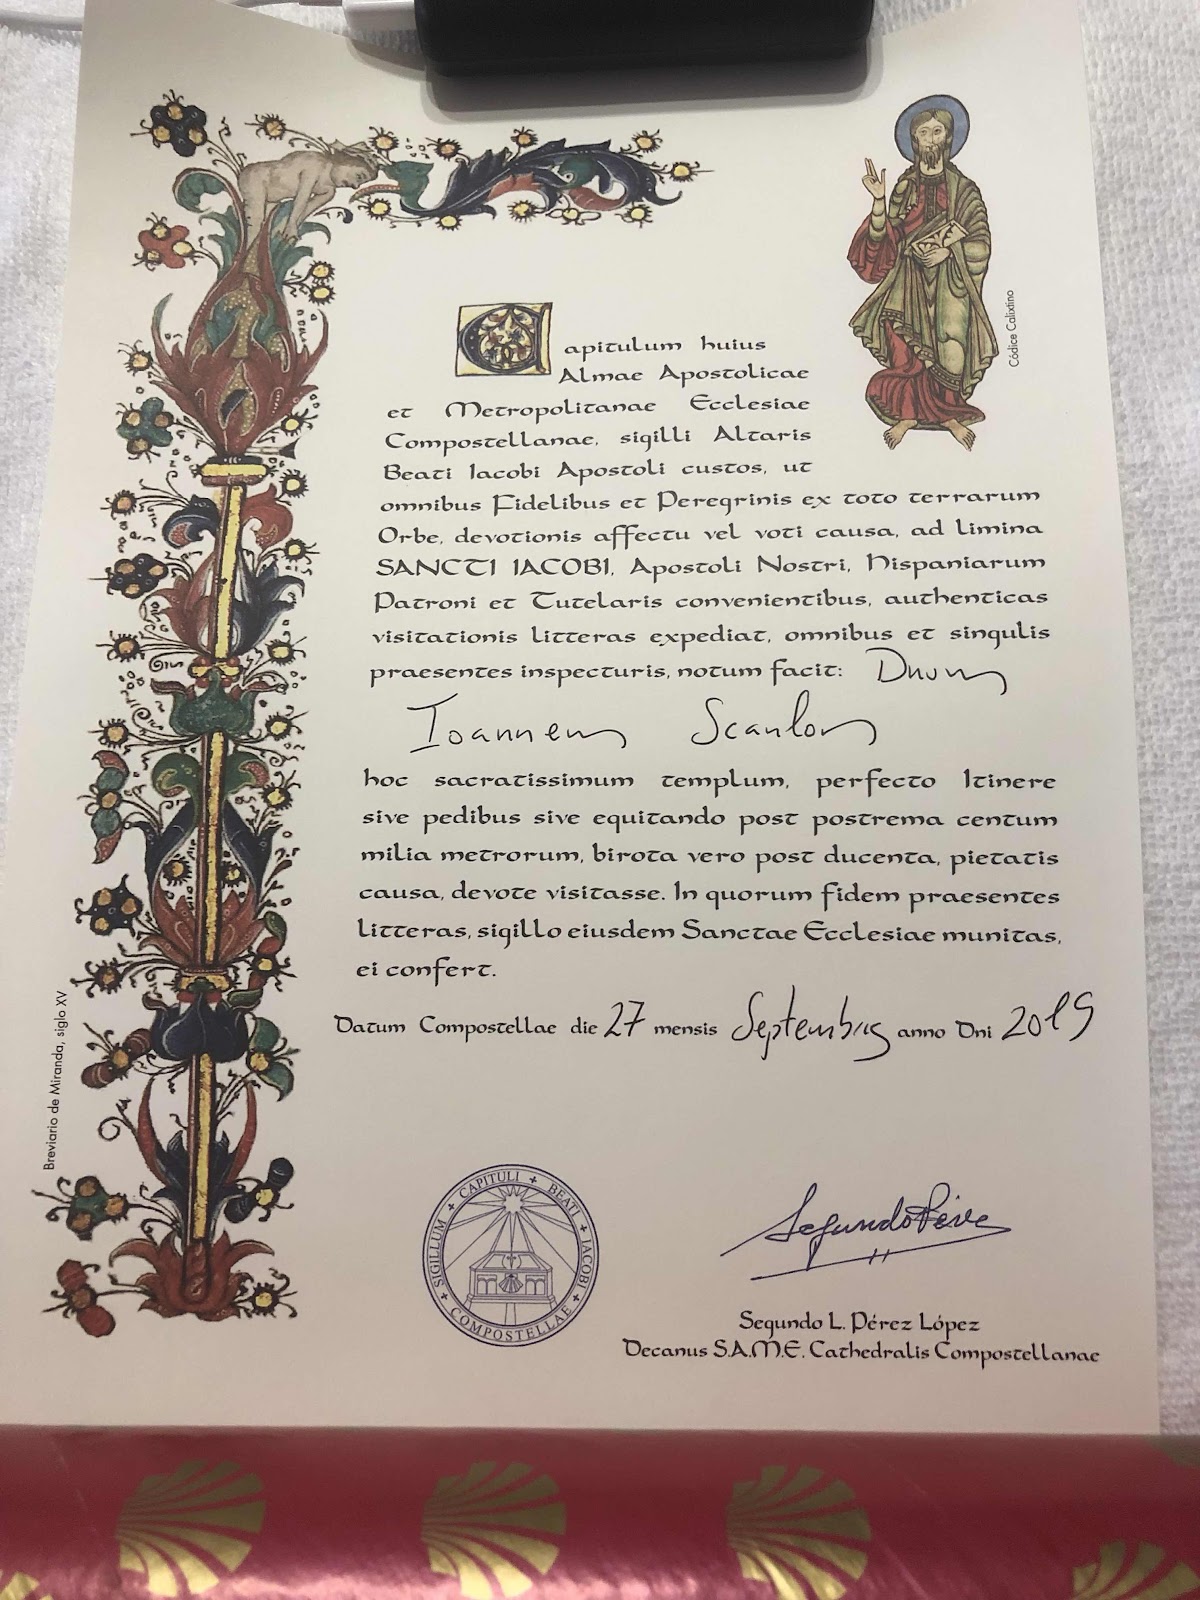 Capitulum huius
Almae Apostolicae
et Metropolitanae Ecclesiae
Compostellanae, sigilli Altaris
Beati Iacobi Apostoli custos, ut
omnibus Fidelibus et Peregrinis ex toto terrarum
Orbe, devotionis affectu vel voti causa, ad limina
SANCTI IACOBI, Apostoli Nostri, Hispaniarum
Patroni et Tutelaris convenientibus, authenticas
visitationis litteras expediat, omnibus et singulis
praesentes inspecturis, notum facit: Dnum
Ioannem Scanlon
hoc sacratissimum templum, perfecto Itinere
sive pedibus sive equitando post postrema centum
milia metrorum, birota vero post ducenta, pietatis
causa, devote visitasse. In quorum fidem praesentes
litteras, sigillo eiusdem Sanctae Ecclesiae munitas,
ei confert.
Datum Compostellae die 27 mensis Septembris anno Dni 2019
Códice Calixtino
Breviario de Miranda, siglo XV
SIGILLUM + CAPITULI + BEATI + IACOBI + COMPOSTELLAE +
Segundo Pérez
Segundo L. Pérez López
Decanus S.A.M.E. Cathedralis Compostellanae